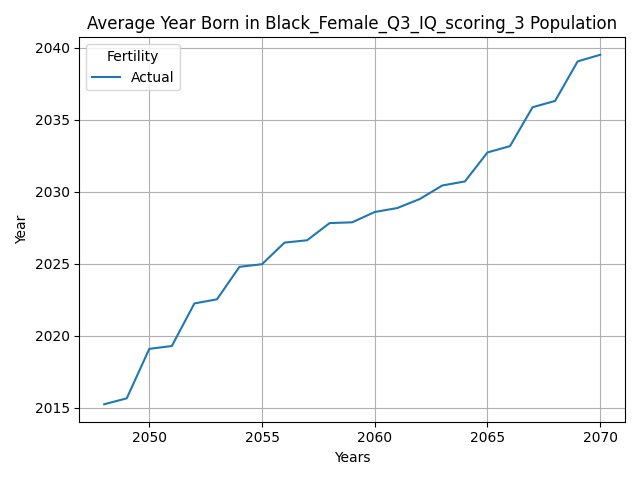 Average Year Born in Black_Female_Q3_IQ_scoring_3 Population
Fertility
Actual
Year
2040
2035
2030
2025
2020
2015
2050
2055
2060
2065
2070
Years